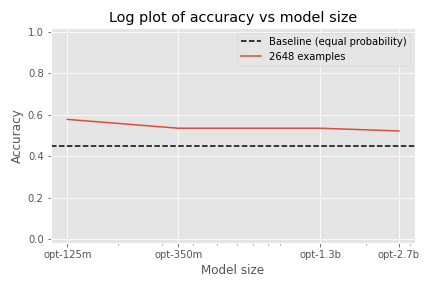 Log plot of accuracy vs model size
Baseline (equal probability)
2648 examples
Accuracy
1.0
0.8
0.6
0.4
0.2
0.0
opt-125m opt-350m opt-1.3b opt-2.7b
Model size